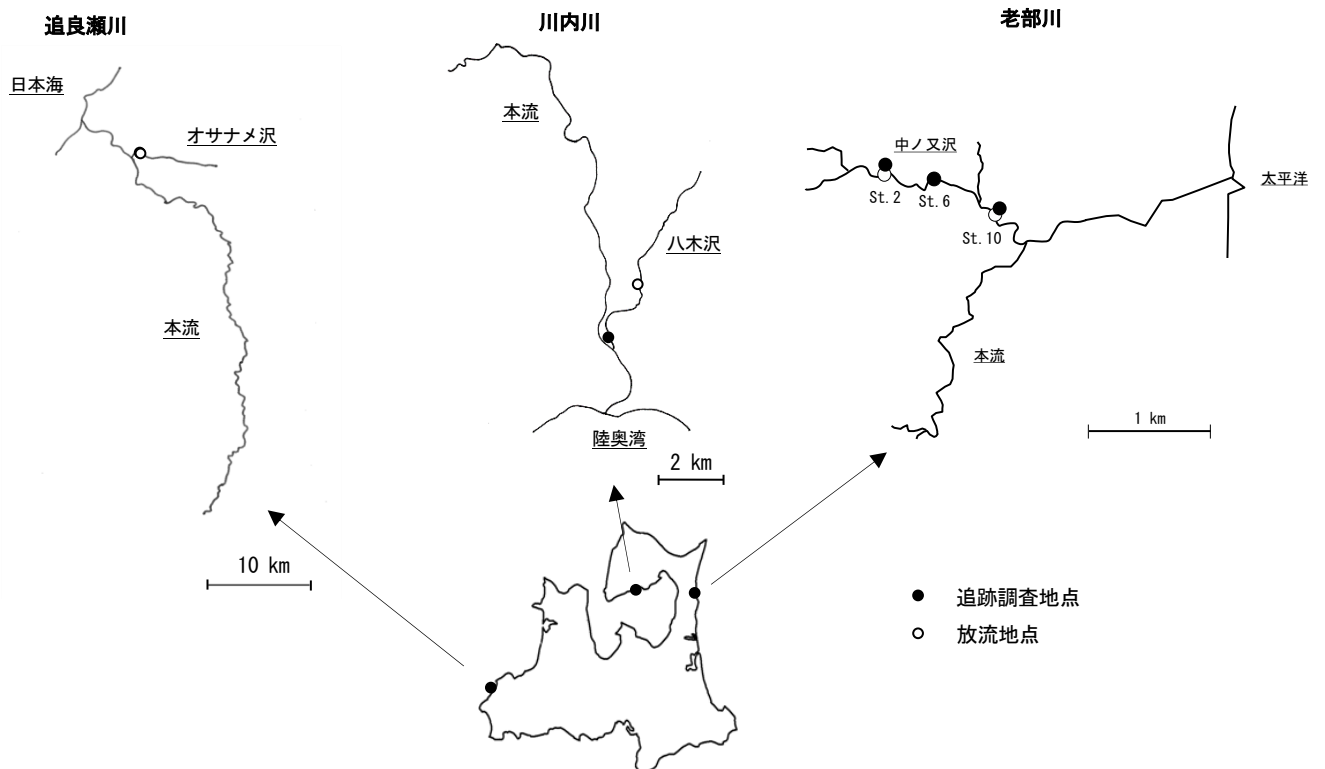 追良瀬川
日本海
オサナメ沢
本流
10 km
川内川
本流
八木沢
陸奥湾
2 km
老部川
中ノ又沢
太平洋
St.2
St.6
St.10
本流
1 km
追跡調査地点
放流地点